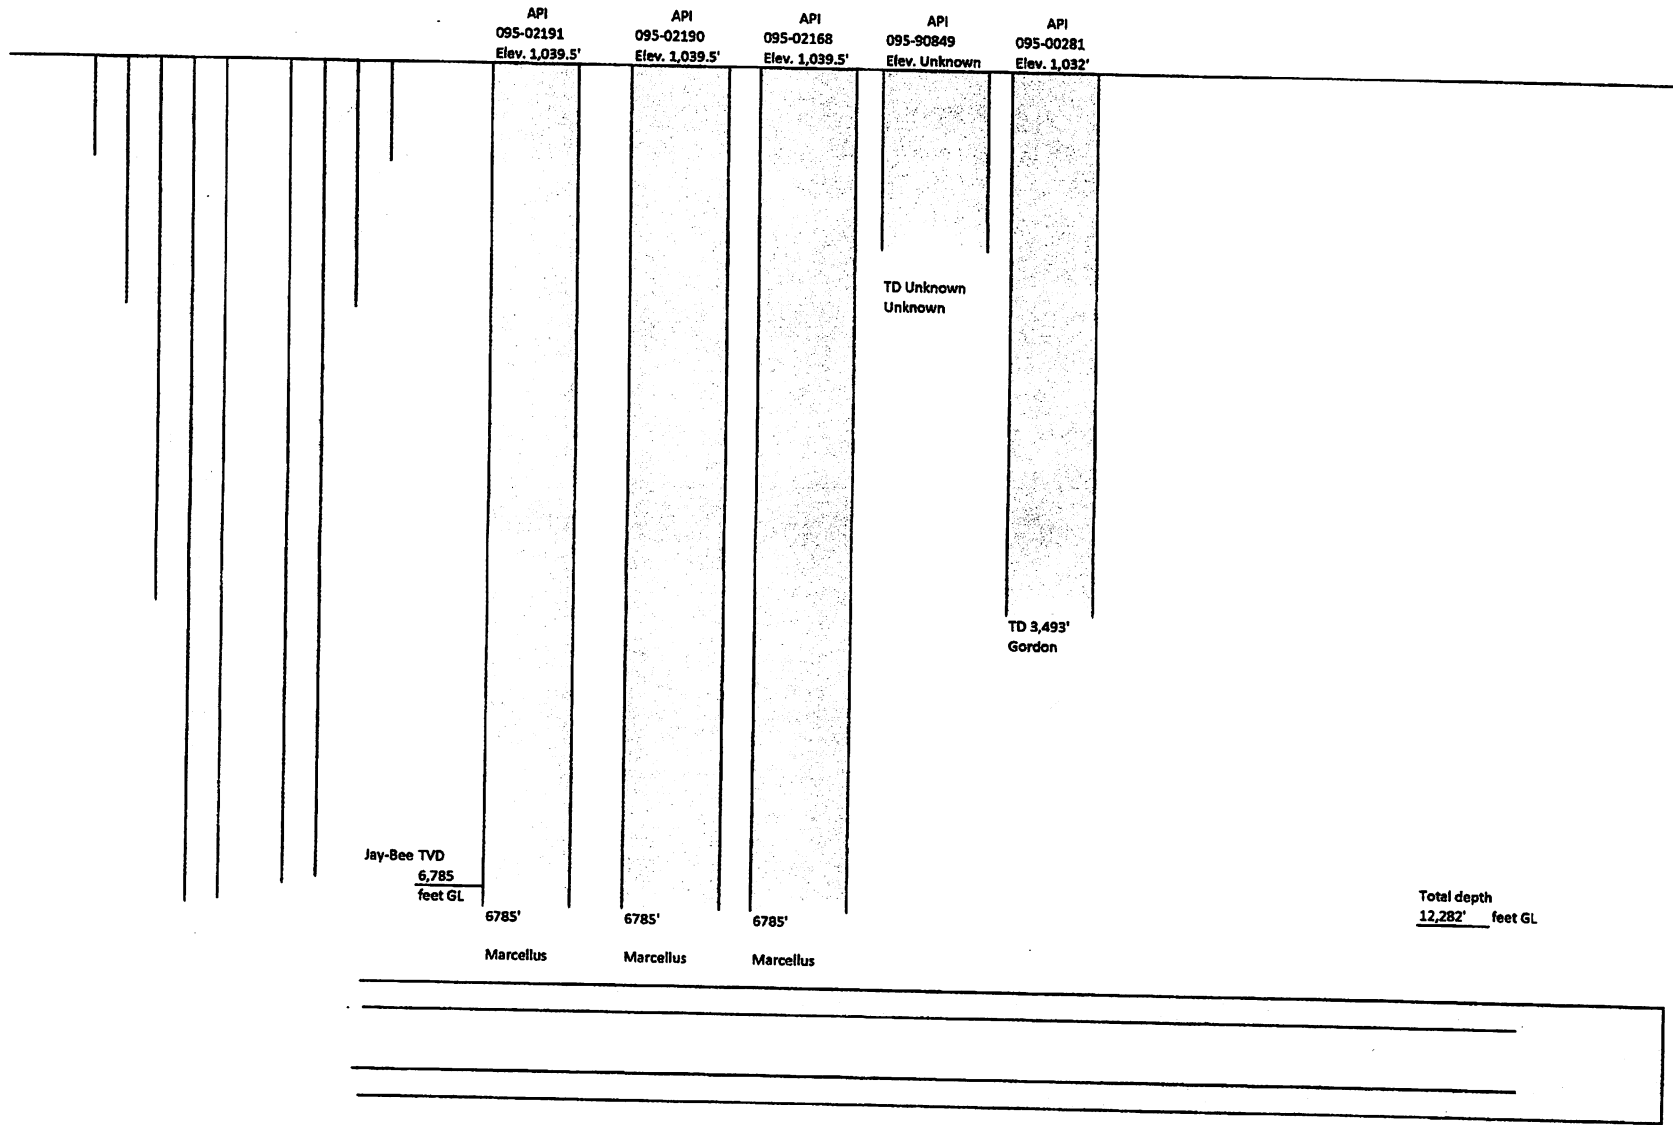 API
095-02191
Elev. 1,039.5'
API
095-02190
Elev. 1,039.5'
API
095-02168
Elev. 1,039.5'
API
095-90849
Elev. Unknown
API
095-00281
Elev. 1,032'
TD Unknown
Unknown
TD 3,493'
Gordon
Jay-Bee TVD
6,785
feet GL
6785'
Marcellus
6785'
Marcellus
6785'
Marcellus
Total depth
12,282' feet GL